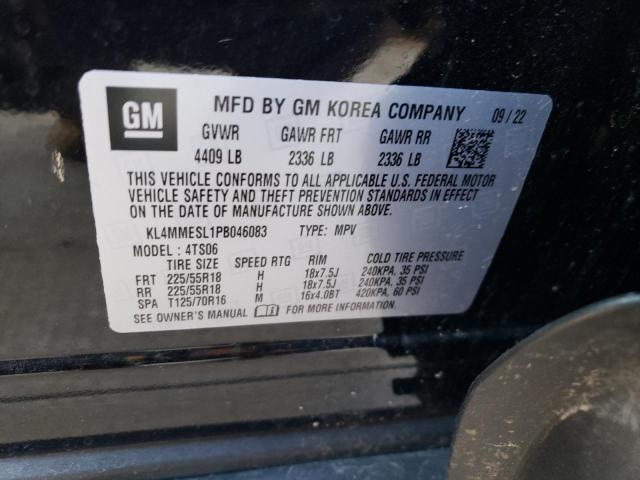 GM
MFD BY GM KOREA COMPANY 09/22
GVWR GAWR FRT GAWR RR
4409 LB 2336 LB 2336 LB
THIS VEHICLE CONFORMS TO ALL APPLICABLE U.S. FEDERAL MOTOR
VEHICLE SAFETY AND THEFT PREVENTION STANDARDS IN EFFECT
ON THE DATE OF MANUFACTURE SHOWN ABOVE.
KL4MMESL1PB046083 TYPE: MPV
MODEL: 4TS06
TIRE SIZE SPEED RTG RIM COLD TIRE PRESSURE
FRT 225/55R18 H 18x7.5J 240KPA, 35 PSI
RR 225/55R18 H 18x7.5J 240KPA, 35 PSI
SPA T125/70R16 M 16x4.0BT 420KPA, 60 PSI
SEE OWNER'S MANUAL FOR MORE INFORMATION.